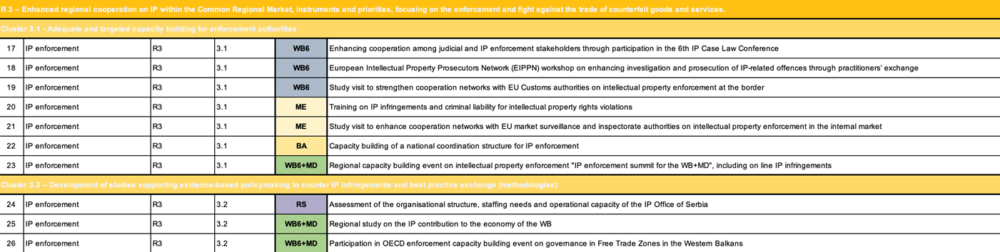 R 3 – Enhanced regional cooperation on IP within the Common Regional Market, instruments and priorities, focusing on the enforcement and fight against the trade of counterfeit goods and services.
Cluster 3.1 - Adequate and targeted capacity building for enforcement authorities
17 IP enforcement R3 3.1 WB6 Enhancing cooperation among judicial and IP enforcement stakeholders through participation in the 6th IP Case Law Conference
18 IP enforcement R3 3.1 WB6 European Intellectual Property Prosecutors Network (EIPPN) workshop on enhancing investigation and prosecution of IP-related offences through practitioners' exchange
19 IP enforcement R3 3.1 WB6 Study visit to strengthen cooperation networks with EU Customs authorities on intellectual property enforcement at the border
20 IP enforcement R3 3.1 ME Training on IP infringements and criminal liability for intellectual property rights violations
21 IP enforcement R3 3.1 ME Study visit to enhance cooperation networks with EU market surveillance and inspectorate authorities on intellectual property enforcement in the internal market
22 IP enforcement R3 3.1 BA Capacity building of a national coordination structure for IP enforcement
23 IP enforcement R3 3.1 WB6+MD Regional capacity building event on intellectual property enforcement "IP enforcement summit for the WB+MD", including on line IP infringements
Cluster 3.2 – Development of studies supporting evidence-based policymaking to counter IP infringements and best practice exchange (methodologies)
24 IP enforcement R3 3.2 RS Assessment of the organisational structure, staffing needs and operational capacity of the IP Office of Serbia
25 IP enforcement R3 3.2 WB6+MD Regional study on the IP contribution to the economy of the WB
26 IP enforcement R3 3.2 WB6+MD Participation in OECD enforcement capacity building event on governance in Free Trade Zones in the Western Balkans